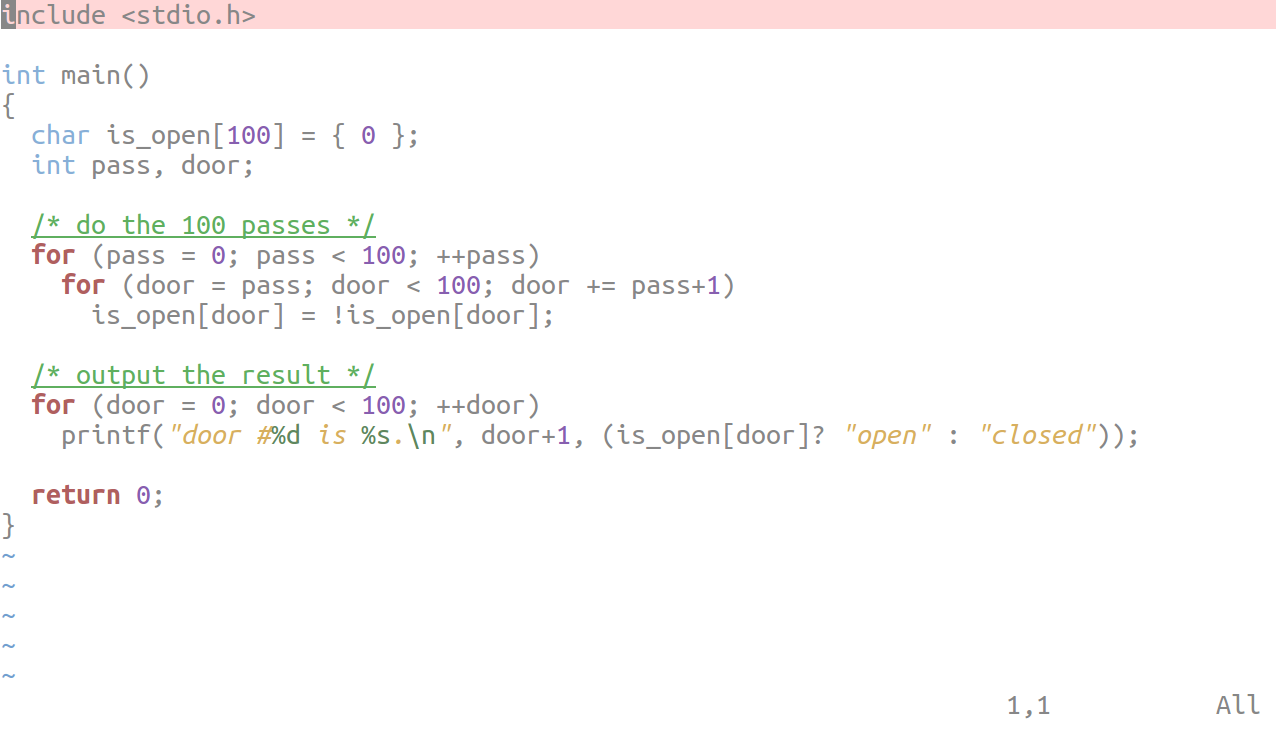 include <stdio.h>

int main()
{
  char is_open[100] = { 0 };
  int pass, door;

  /* do the 100 passes */
  for (pass = 0; pass < 100; ++pass)
    for (door = pass; door < 100; door += pass+1)
      is_open[door] = !is_open[door];

  /* output the result */
  for (door = 0; door < 100; ++door)
    printf("door #%d is %s.\n", door+1, (is_open[door]? "open" : "closed"));

  return 0;
}
~
~
~
~
~
1,1 All